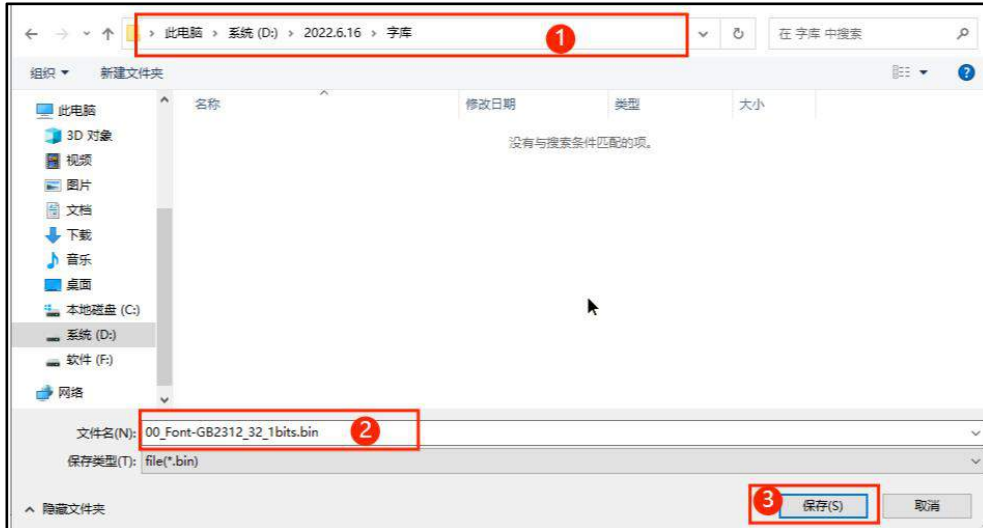 此电脑 › 系统 (D:) › 2022.6.16 › 字库 1 在 字库 中搜索
组织 新建文件夹
名称 修改日期 类型 大小
没有与搜索条件匹配的项。
此电脑
3D 对象
视频
图片
文档
下载
音乐
桌面
本地磁盘 (C:)
系统 (D:)
软件 (F:)
网络
文件名(N): 00_Font-GB2312_32_1bits.bin 2
保存类型(T): file(*.bin)
隐藏文件夹 3 保存(S) 取消